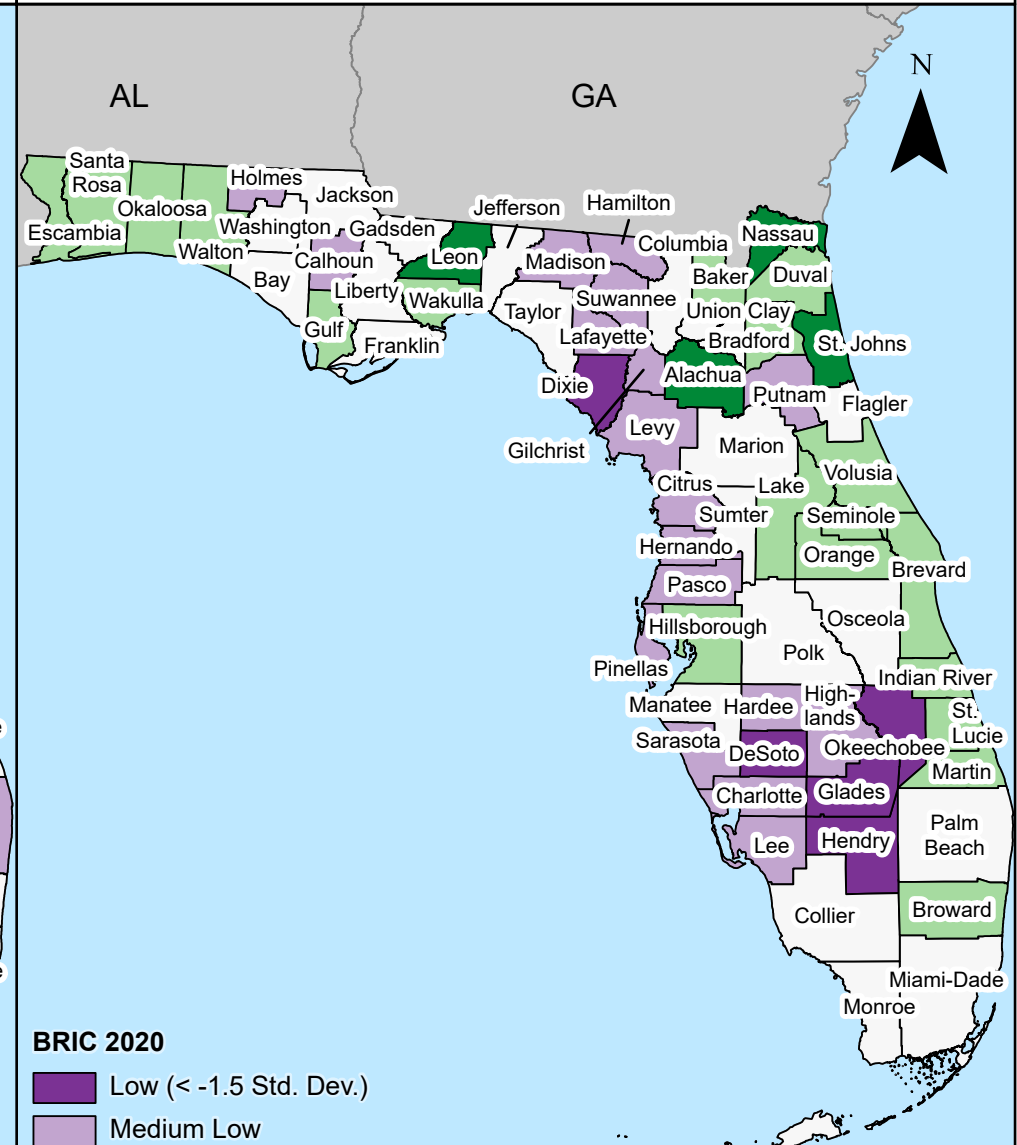 N
AL
GA
Santa
Rosa
Holmes
Jackson
Okaloosa
Escambia
Walton
Washington
Gadsden
Calhoun
Bay
Liberty
Gulf
Franklin
Jefferson
Hamilton
Leon
Wakulla
Madison
Columbia
Nassau
Baker
Duval
Taylor
Suwannee
Union
Clay
Lafayette
Bradford
St. Johns
Dixie
Alachua
Putnam
Flagler
Gilchrist
Levy
Marion
Citrus
Lake
Volusia
Sumter
Seminole
Hernando
Orange
Brevard
Pasco
Hillsborough
Osceola
Polk
Pinellas
Indian River
Manatee
Hardee
High-
lands
St.
Lucie
Sarasota
DeSoto
Okeechobee
Martin
Charlotte
Glades
Lee
Hendry
Palm
Beach
Collier
Broward
Miami-Dade
Monroe
BRIC 2020
Low (< -1.5 Std. Dev.)
Medium Low